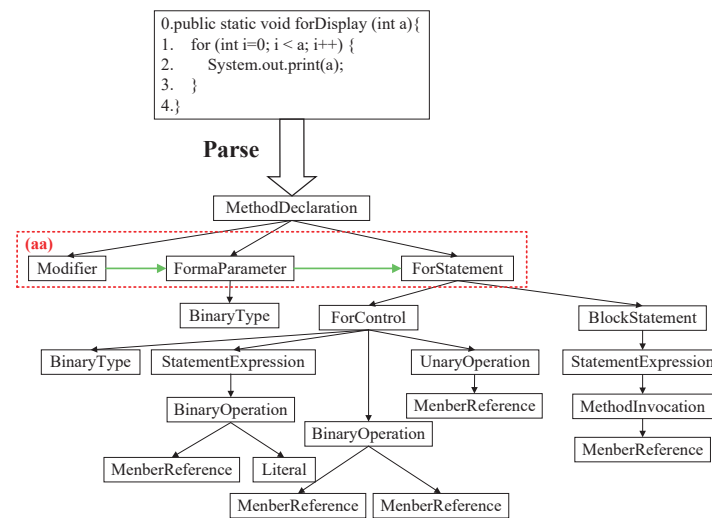 0.public static void forDisplay (int a){
1. for (int i=0; i < a; i++) {
2. System.out.print(a);
3. }
4.}
Parse
MethodDeclaration
(aa)
Modifier FormaParameter ForStatement
BinaryType ForControl BlockStatement
BinaryType StatementExpression UnaryOperation StatementExpression
BinaryOperation MenberReference MethodInvocation
BinaryOperation
MenberReference Literal MenberReference
MenberReference MenberReference